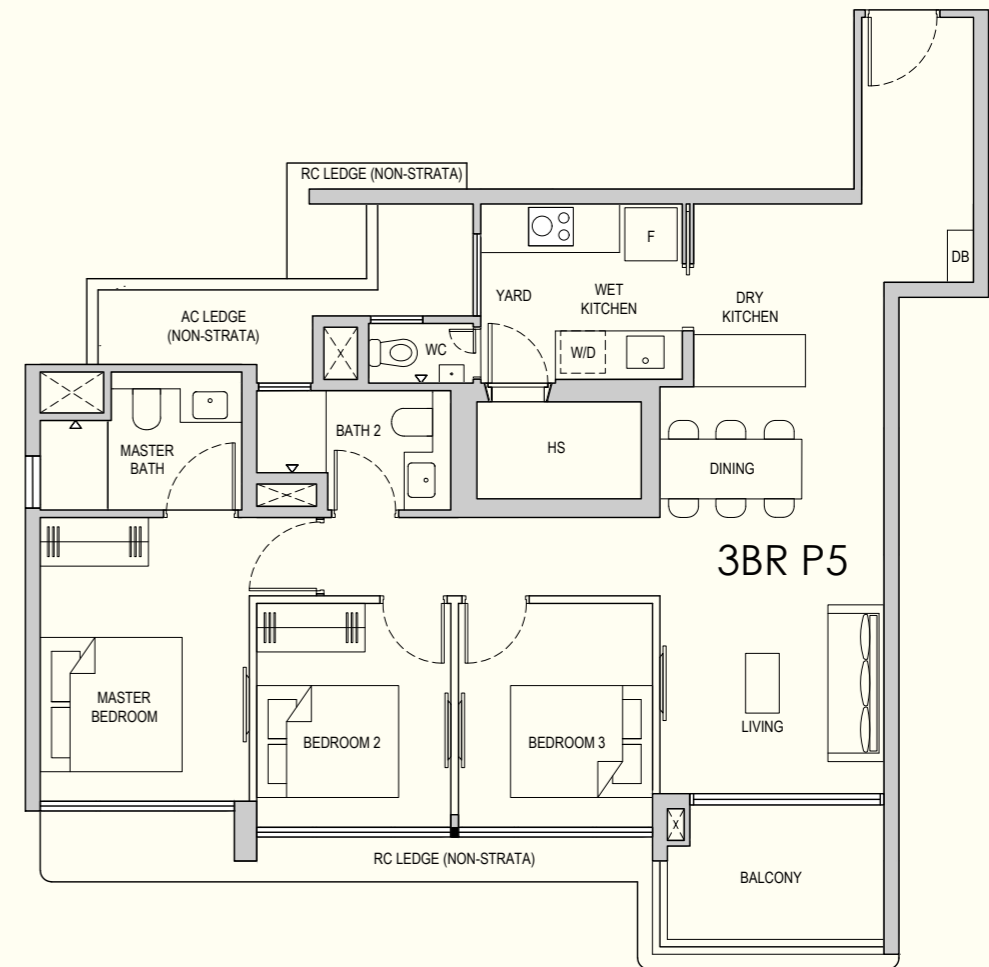 RC LEDGE (NON-STRATA)
F
DB
YARD
WET
KITCHEN
DRY
KITCHEN
AC LEDGE
(NON-STRATA)
X
WC
W/D
BATH 2
MASTER
BATH
HS
DINING
3BR P5
MASTER
BEDROOM
BEDROOM 2
BEDROOM 3
LIVING
X
RC LEDGE (NON-STRATA)
BALCONY